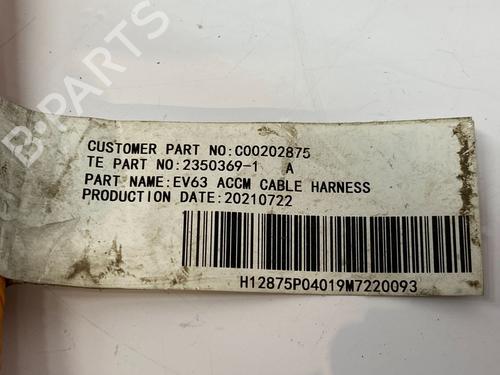 B-PARTS
CUSTOMER PART NO:C00202875
TE PART NO:2350369-1 A
PART NAME:EV63 ACCM CABLE HARNESS
PRODUCTION DATE:20210722
H12875P04019M7220093